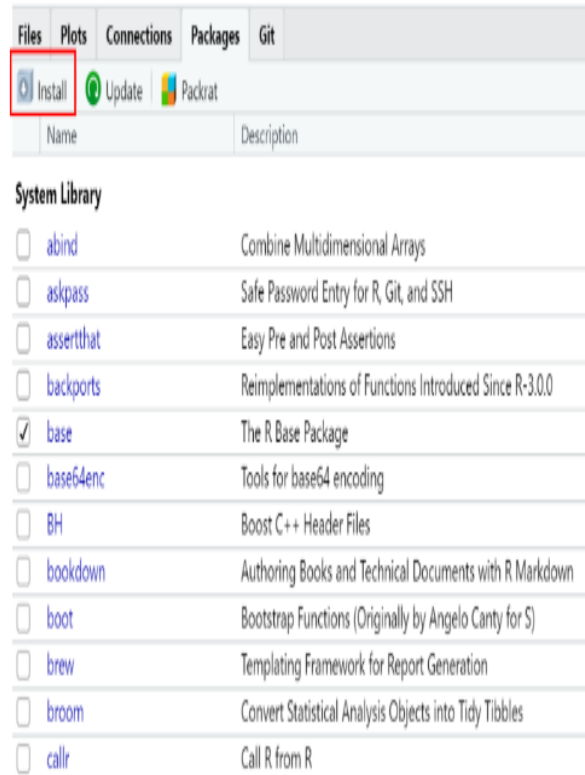 Files Plots Connections Packages Git
Install Update Packrat
Name Description
System Library
abind Combine Multidimensional Arrays
askpass Safe Password Entry for R, Git, and SSH
assertthat Easy Pre and Post Assertions
backports Reimplementations of Functions Introduced Since R-3.0.0
base The R Base Package
base64enc Tools for base64 encoding
BH Boost C++ Header Files
bookdown Authoring Books and Technical Documents with R Markdown
boot Bootstrap Functions (Originally by Angelo Canty for S)
brew Templating Framework for Report Generation
broom Convert Statistical Analysis Objects into Tidy Tibbles
callr Call R from R